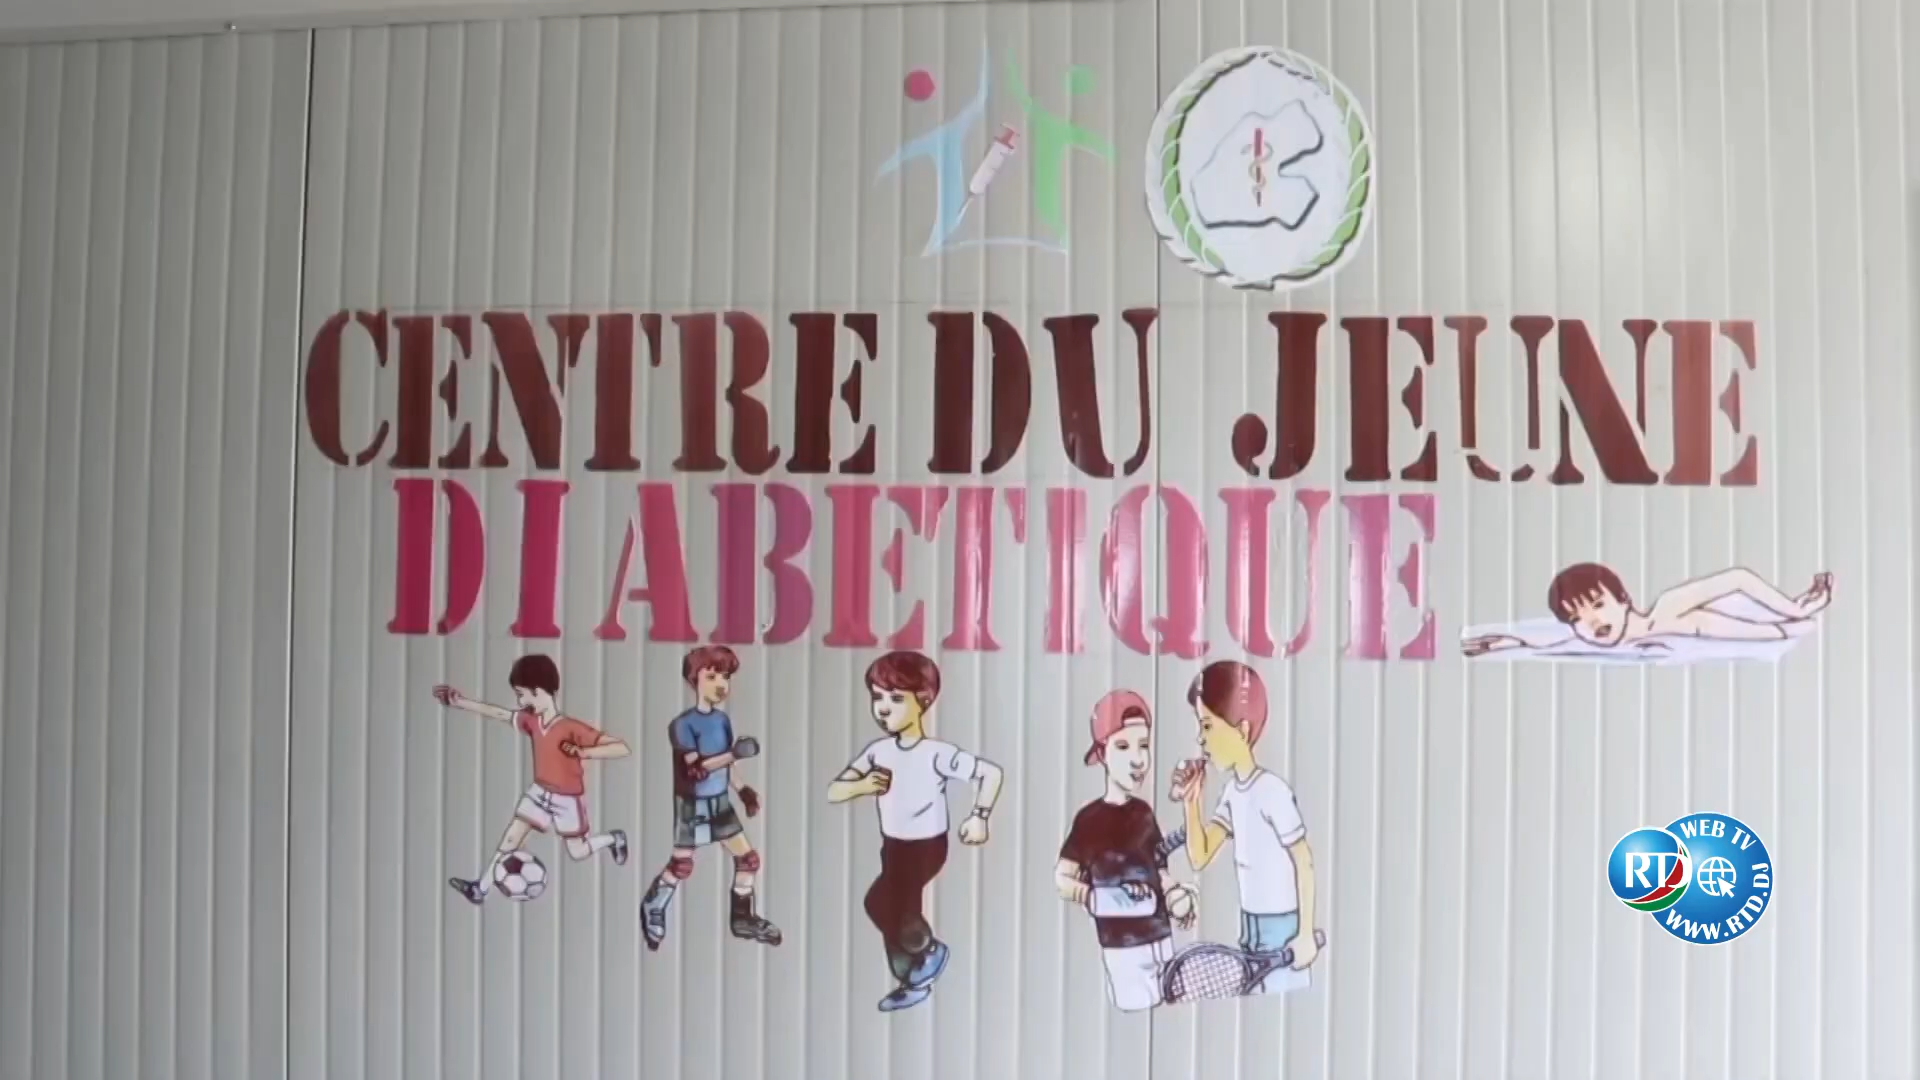 CENTRE DU JEUNE
DIABETIQUE
WEB TV
RTD
WWW.RTD.DJ